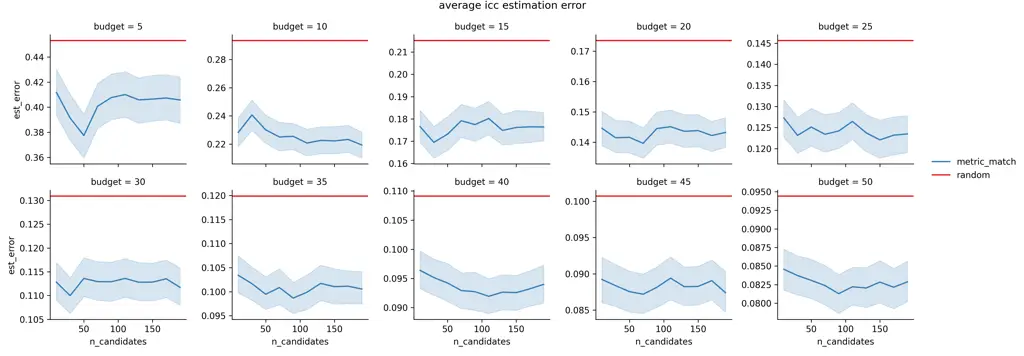 average icc estimation error
budget = 5
budget = 10
budget = 15
budget = 20
budget = 25
est_error
0.44
0.42
0.40
0.38
0.36
0.28
0.26
0.24
0.22
0.21
0.20
0.19
0.18
0.17
0.16
0.17
0.16
0.15
0.14
0.145
0.140
0.135
0.130
0.125
0.120
metric_match
random
budget = 30
budget = 35
budget = 40
budget = 45
budget = 50
est_error
0.130
0.125
0.120
0.115
0.110
0.105
0.120
0.115
0.110
0.105
0.100
0.095
0.110
0.105
0.100
0.095
0.090
0.100
0.095
0.090
0.085
0.0950
0.0925
0.0900
0.0875
0.0850
0.0825
0.0800
50 100 150
50 100 150
50 100 150
50 100 150
50 100 150
n_candidates
n_candidates
n_candidates
n_candidates
n_candidates